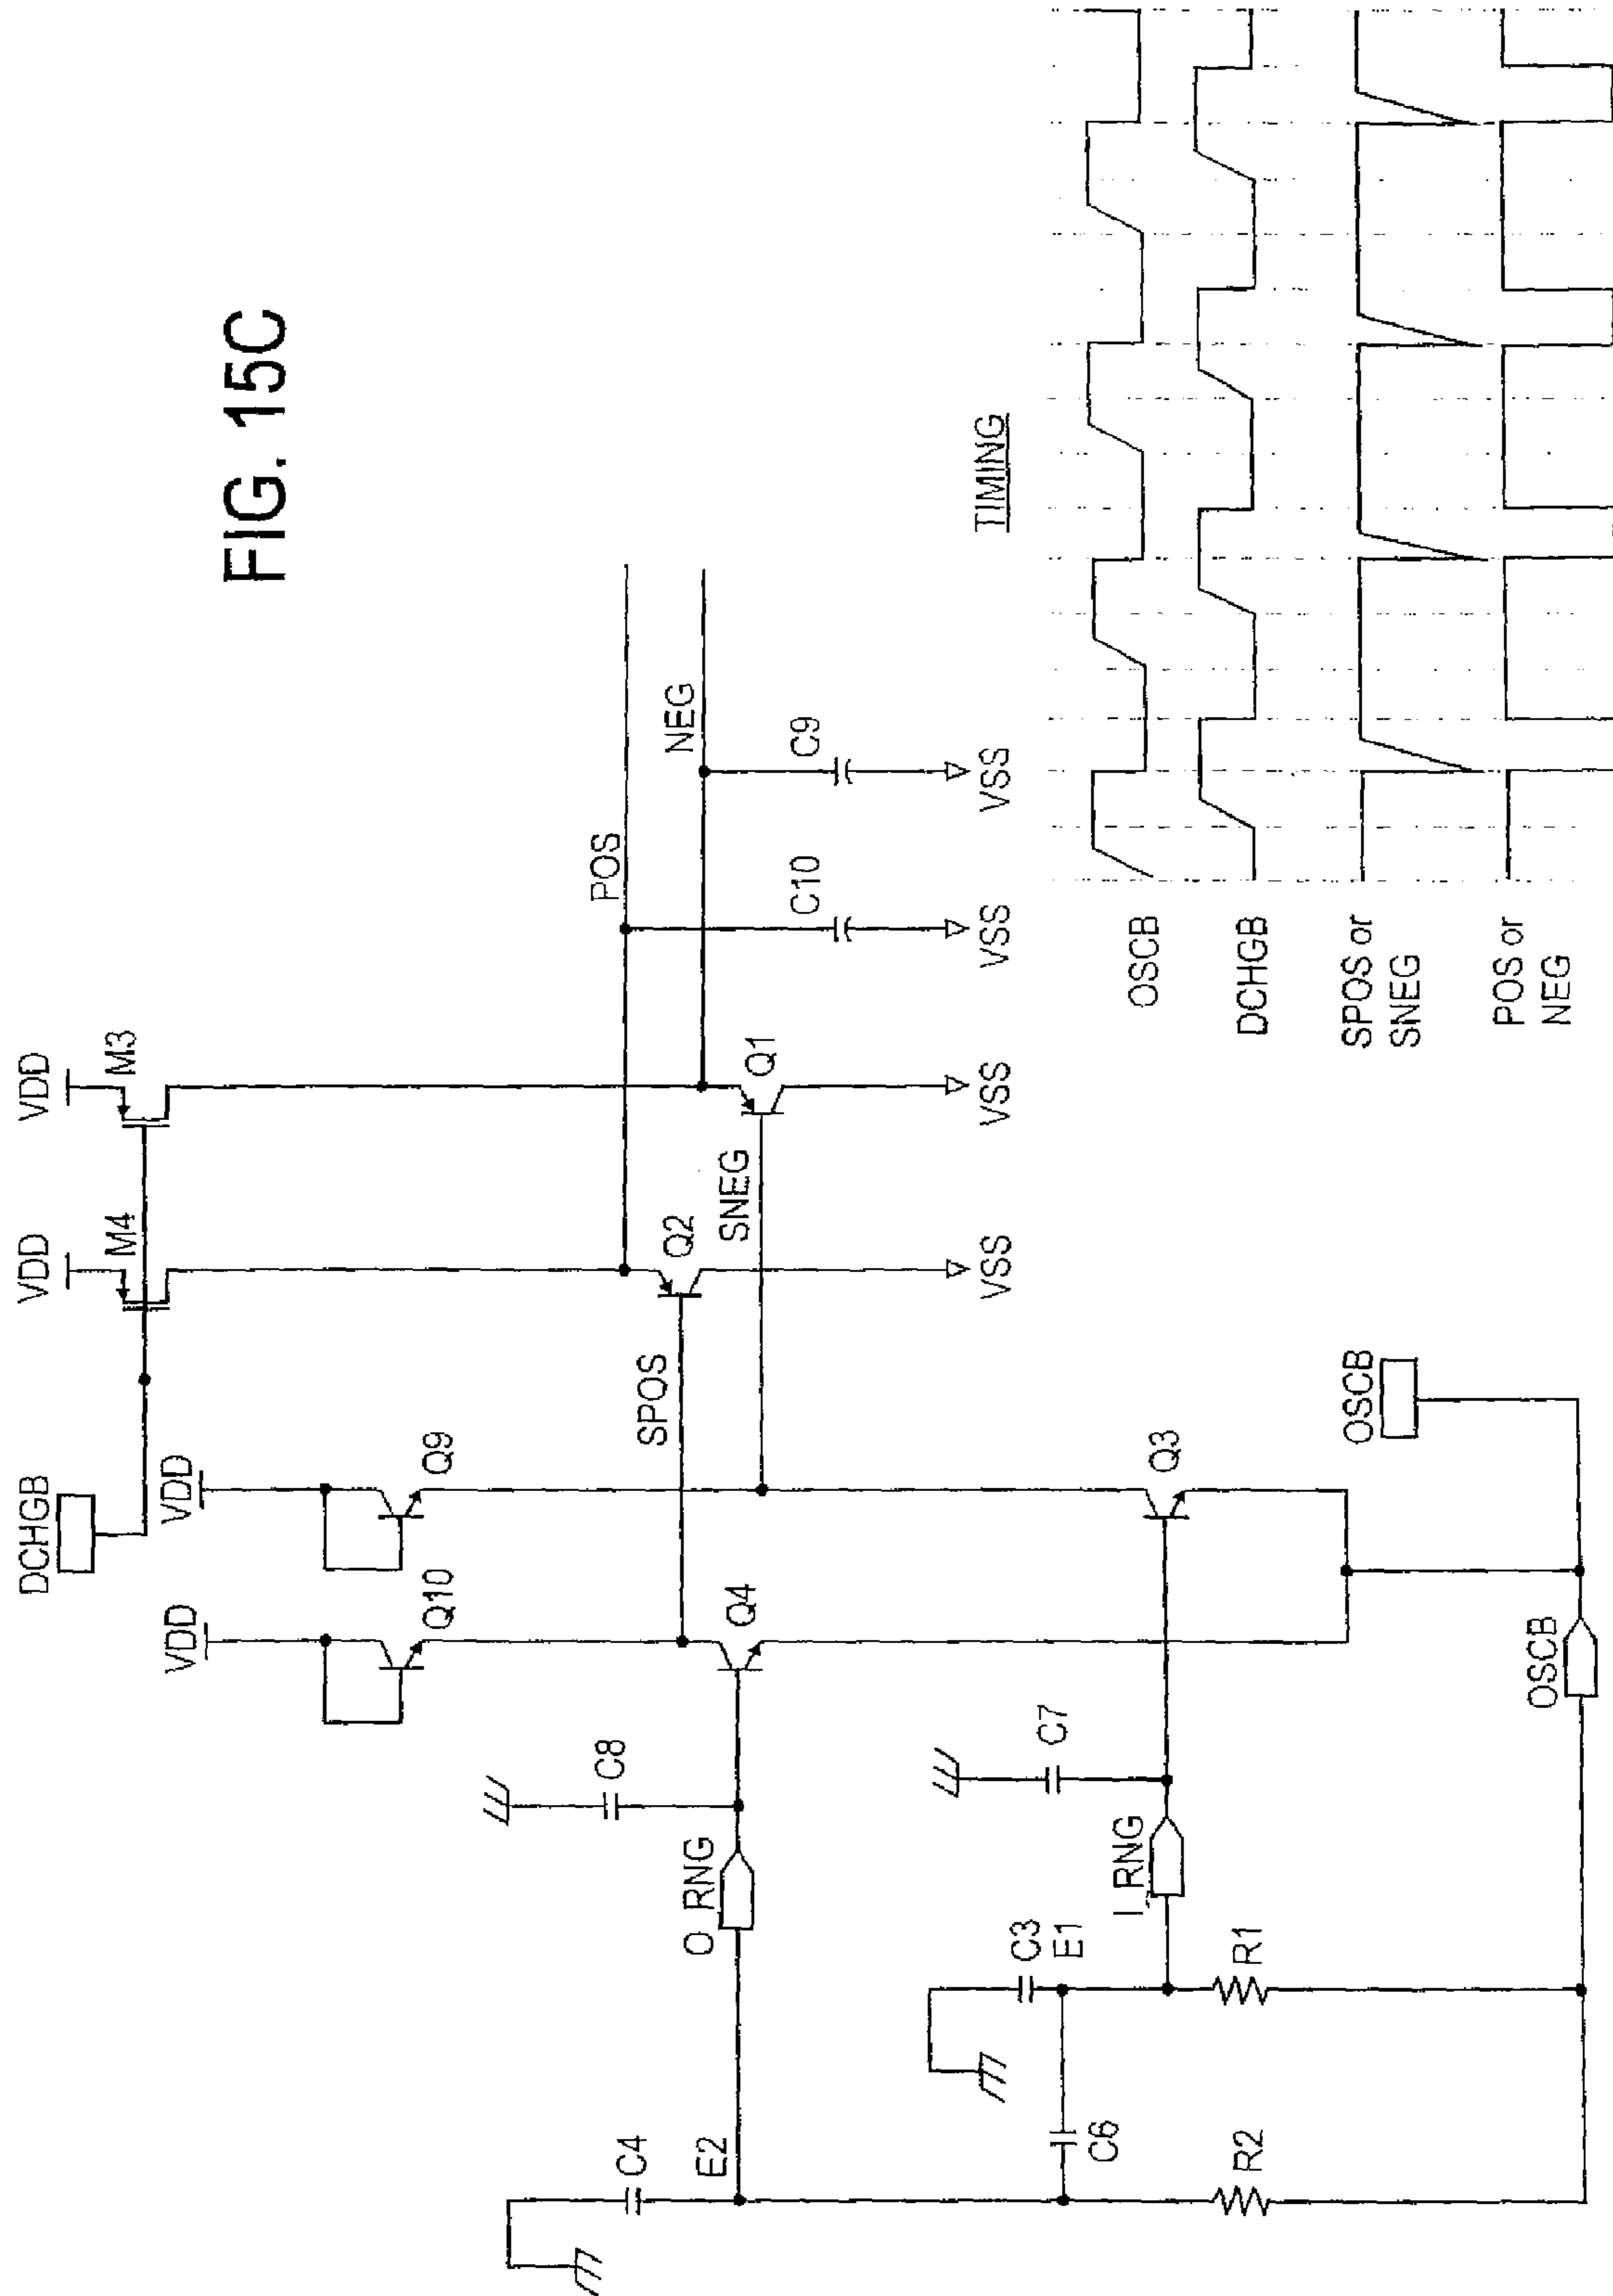 FIG. 15C
DCHGB
VDD
VDD
M4
M3
VDD
VDD
Q10
Q9
POS
NEG
SPOS
Q2
SNEG
Q1
C10
C9
VSS
VSS
VSS
VSS
C8
O_RNG
Q4
C7
I_RNG
Q3
C4
E2
C3
E1
C6
R2
R1
OSCB
OSCB
TIMING
OSCB
DCHGB
SPOS or
SNEG
POS or
NEG